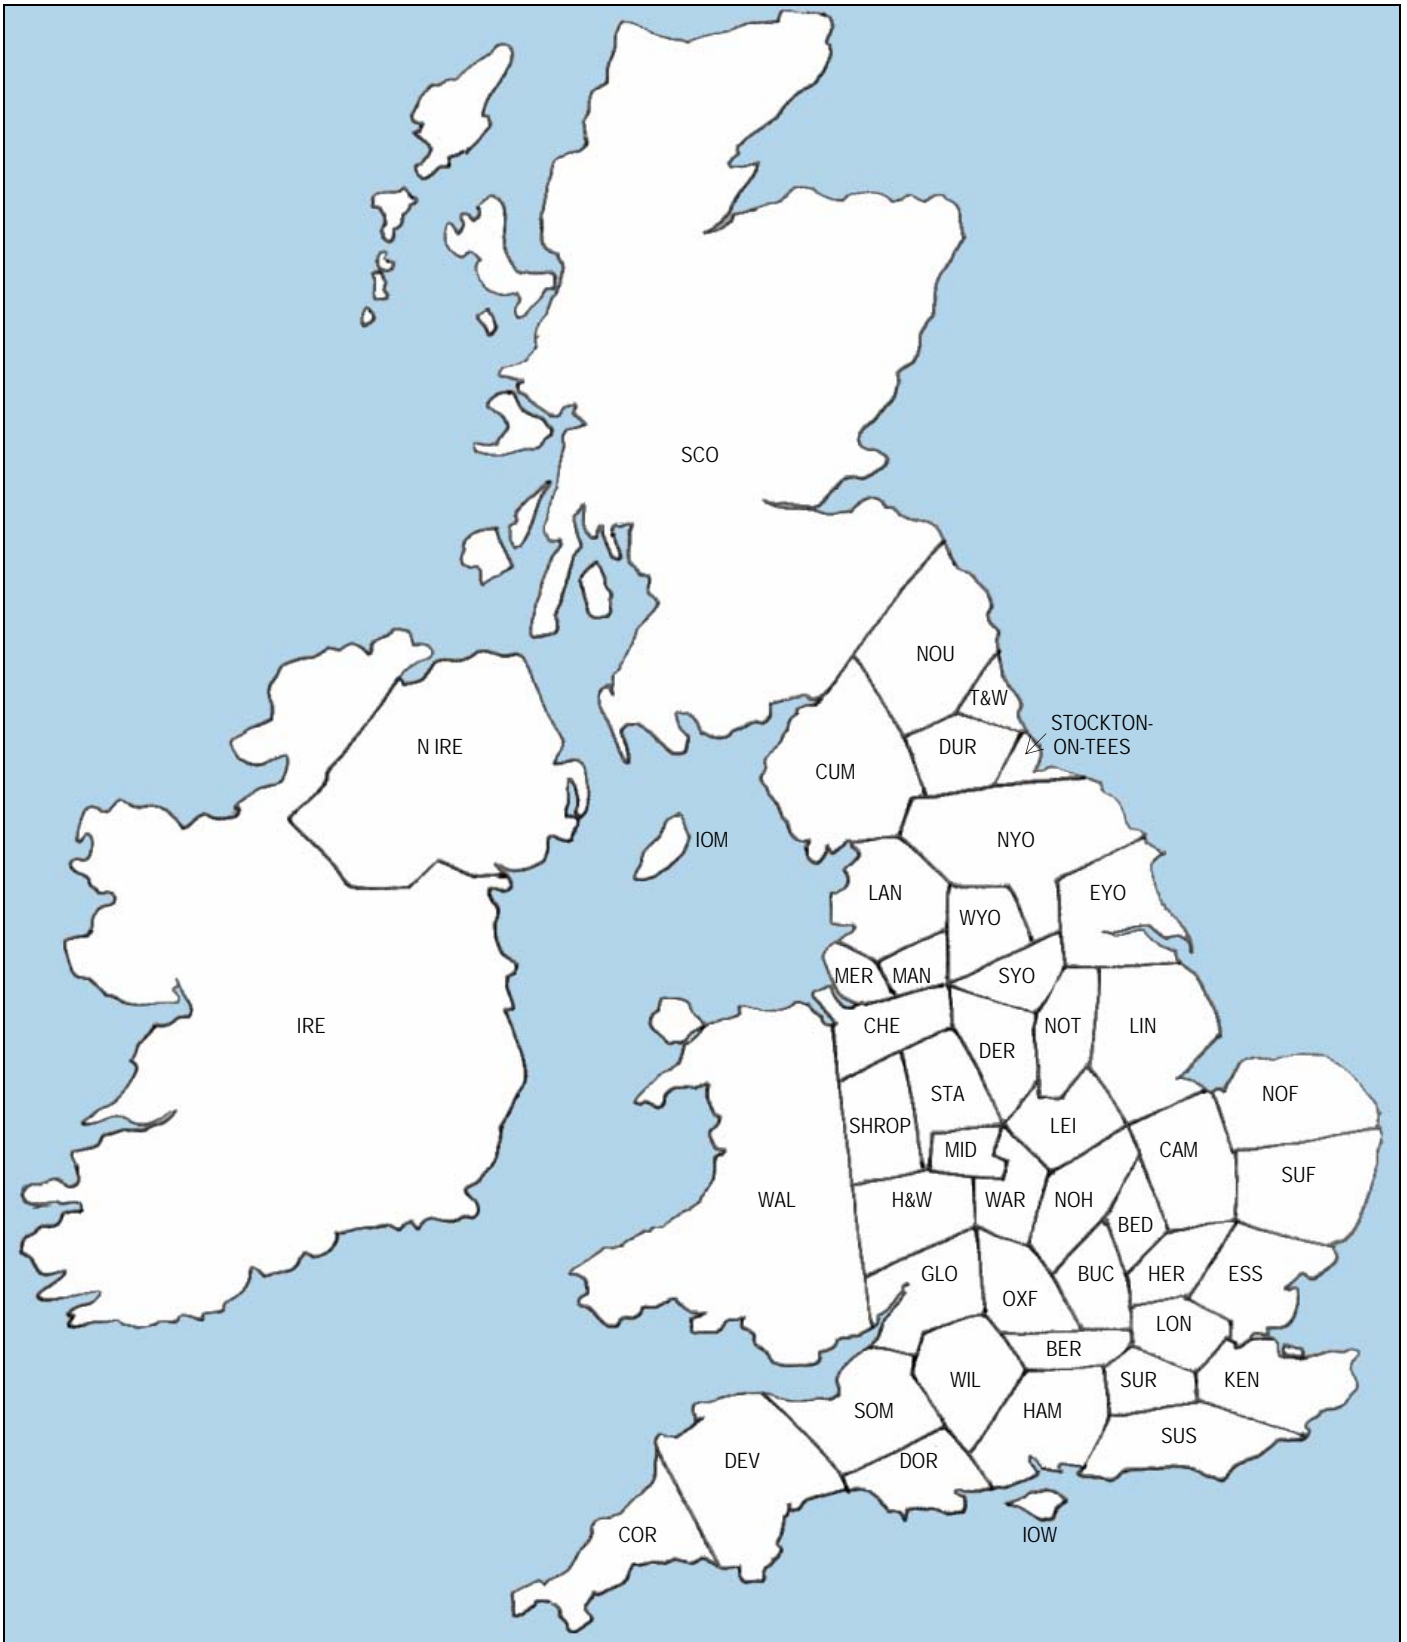 SCO
NOU
T&W
STOCKTON-
ON-TEES
N IRE
DUR
CUM
IOM
NYO
LAN
EYO
WYO
MER
MAN
SYO
IRE
CHE
NOT
LIN
DER
STA
NOF
SHROP
LEI
MID
CAM
SUF
WAL
H&W
WAR
NOH
BED
GLO
BUC
HER
ESS
OXF
LON
BER
WIL
SUR
KEN
SOM
HAM
SUS
DEV
DOR
COR
IOW